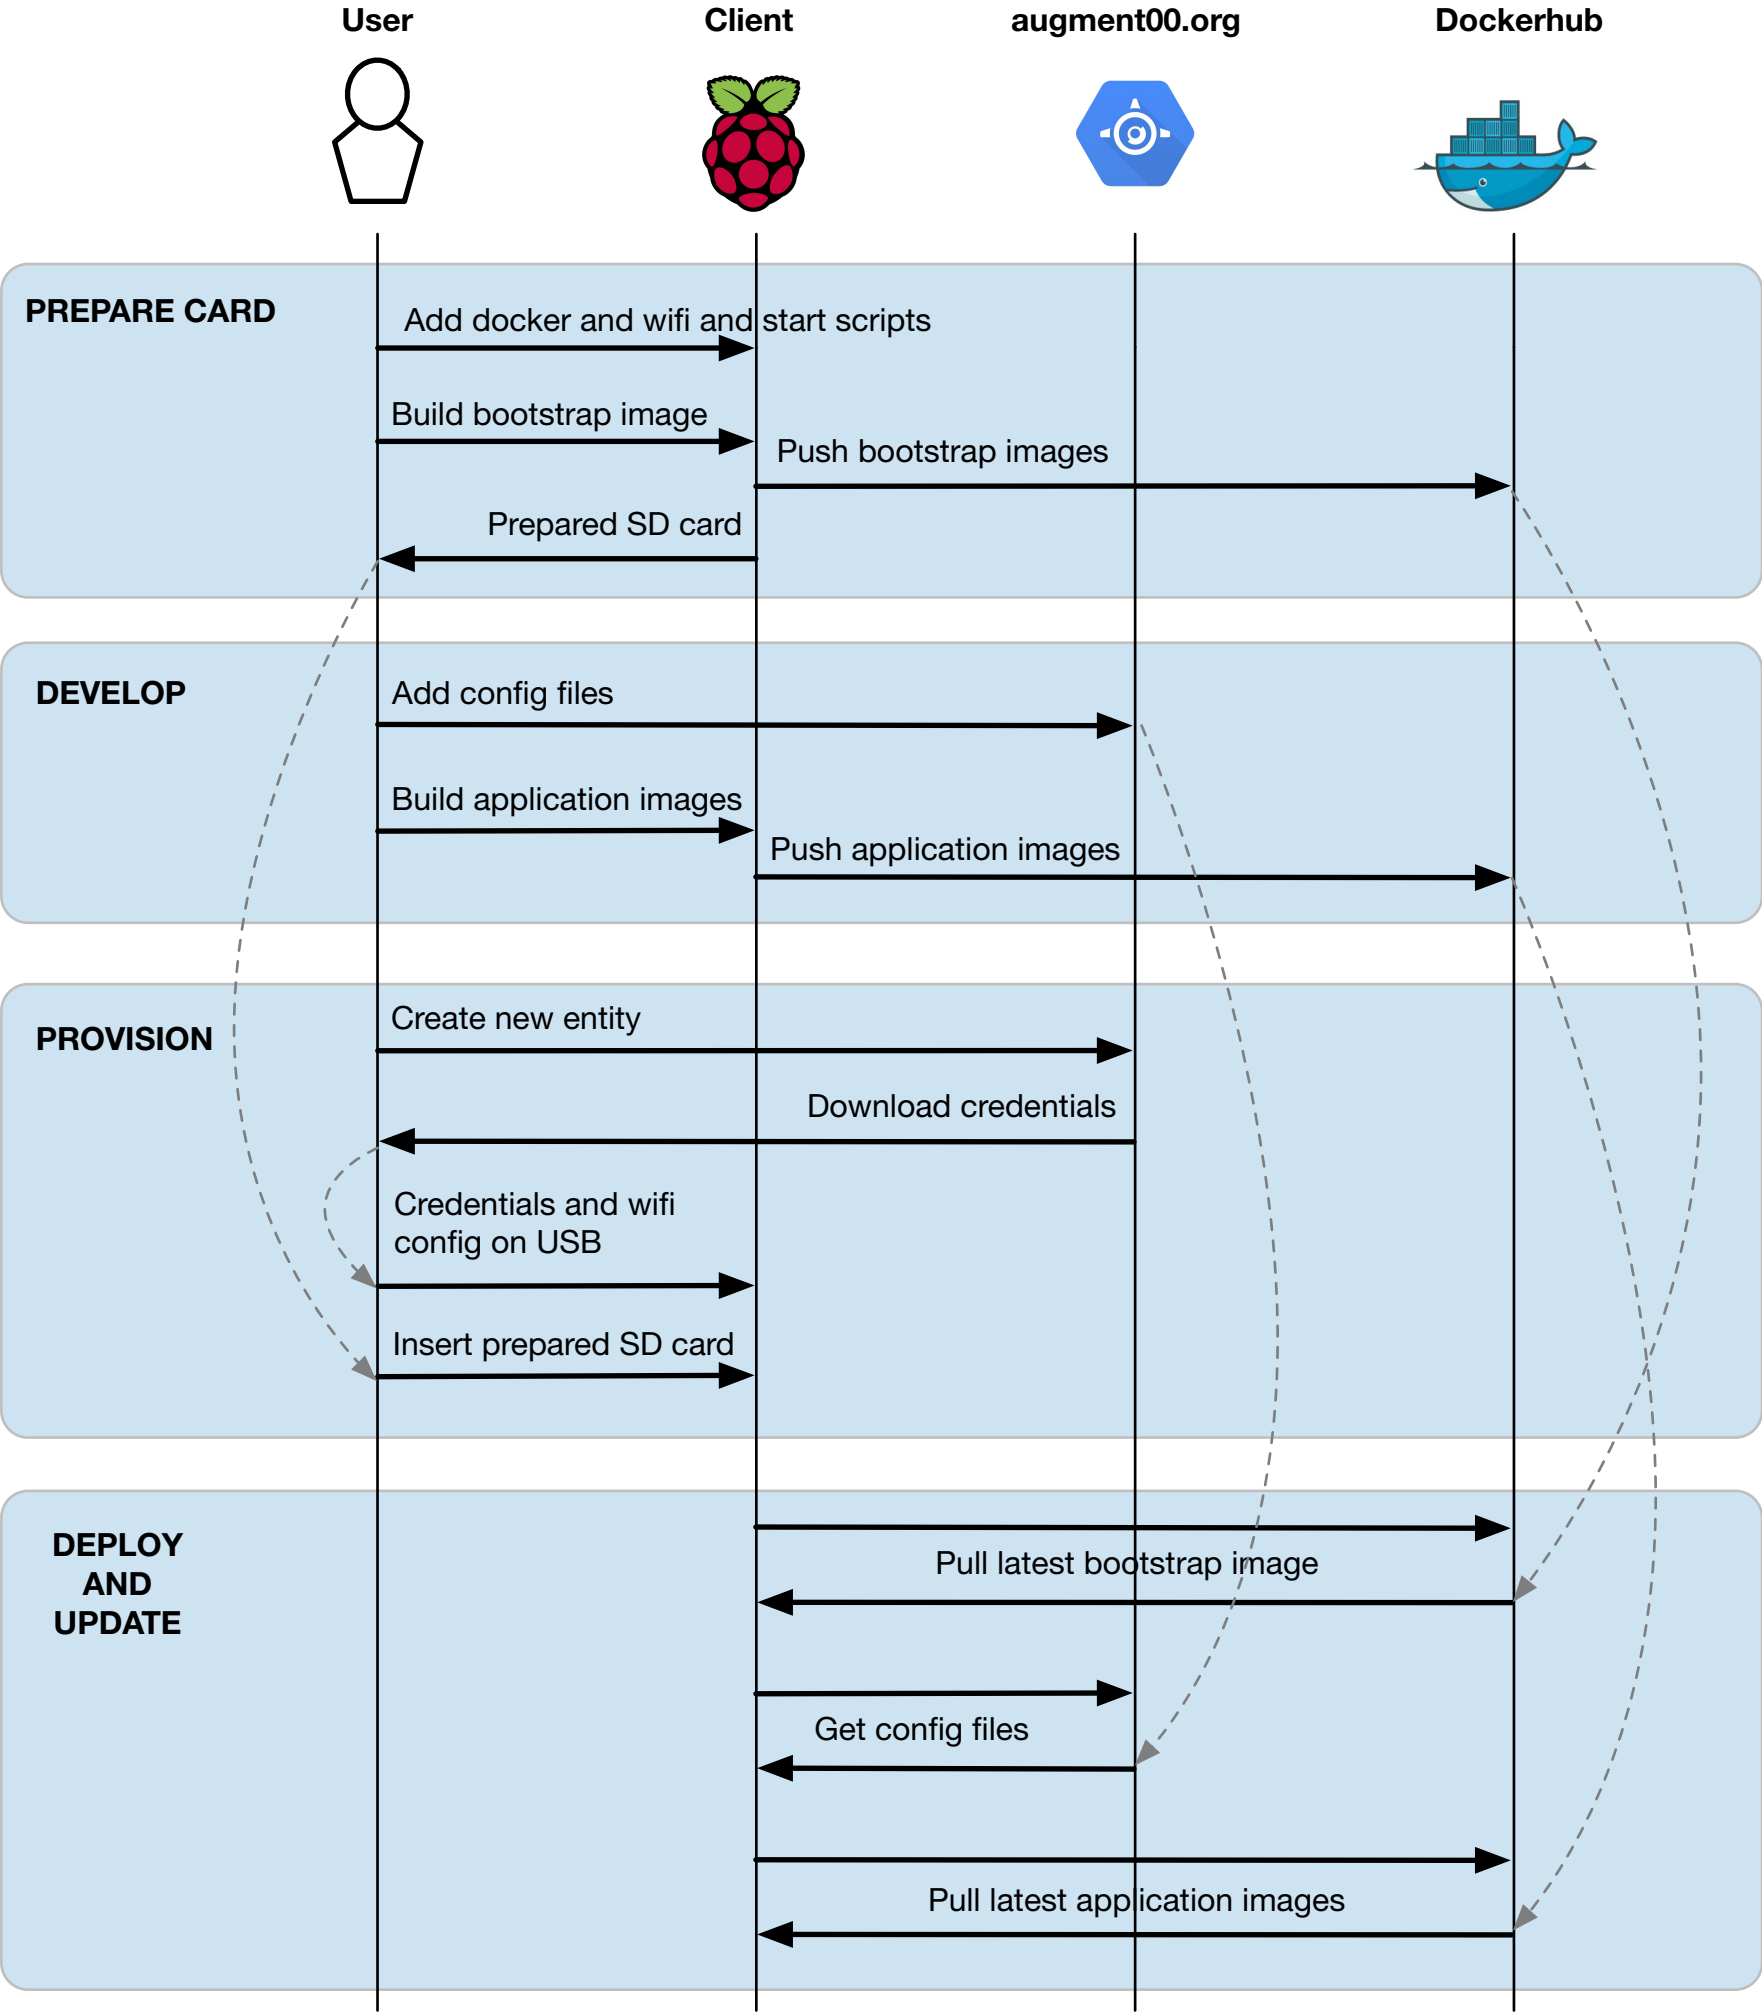 User
Client
augment00.org
Dockerhub
PREPARE CARD
Add docker and wifi and start scripts
Build bootstrap image
Push bootstrap images
Prepared SD card
DEVELOP
Add config files
Build application images
Push application images
PROVISION
Create new entity
Download credentials
Credentials and wifi
config on USB
Insert prepared SD card
DEPLOY
AND
UPDATE
Pull latest bootstrap image
Get config files
Pull latest application images